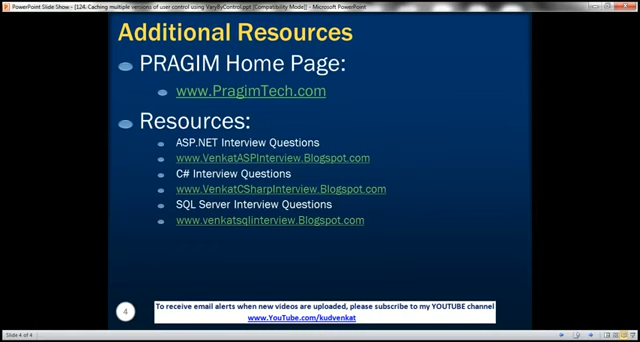 PowerPoint Slide Show - [124. Caching multiple versions of user control using VaryByControl.ppt [Compatibility Mode]] - Microsoft PowerPoint
Additional Resources
PRAGIM Home Page:
www.PragimTech.com
Resources:
ASP.NET Interview Questions
www.VenkatASPInterview.Blogspot.com
C# Interview Questions
www.VenkatCSharpInterview.Blogspot.com
SQL Server Interview Questions
www.venkatsqlinterview.Blogspot.com
4
To receive email alerts when new videos are uploaded, please subscribe to my YOUTUBE channel
www.YouTube.com/kudvenkat
Slide 4 of 4